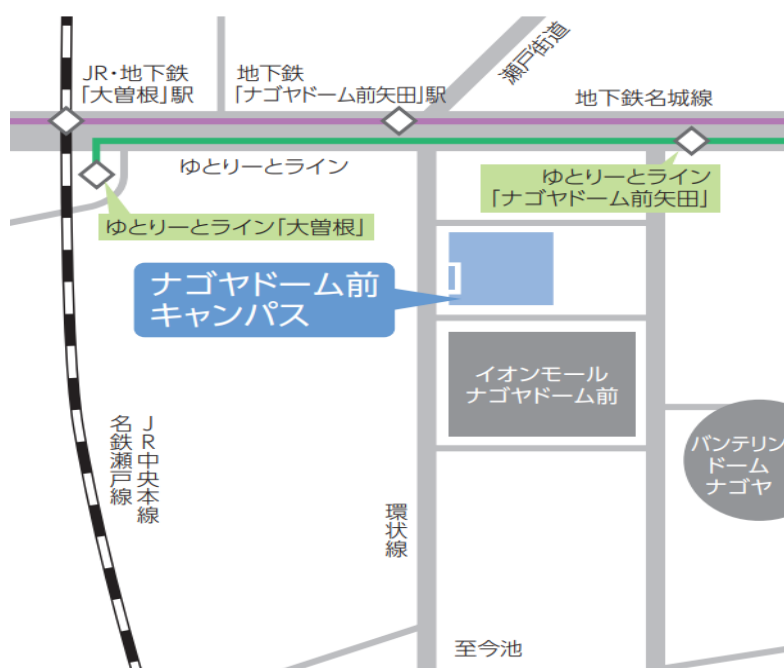 瀬戸街道
JR・地下鉄
「大曽根」駅
地下鉄
「ナゴヤドーム前矢田」駅
地下鉄名城線
ゆとりーとライン
ゆとりーとライン
「ナゴヤドーム前矢田」
ゆとりーとライン「大曽根」
ナゴヤドーム前
キャンパス
イオンモール
ナゴヤドーム前
JR中央本線
名鉄瀬戸線
バンテリン
ドーム
ナゴヤ
環状線
至今池